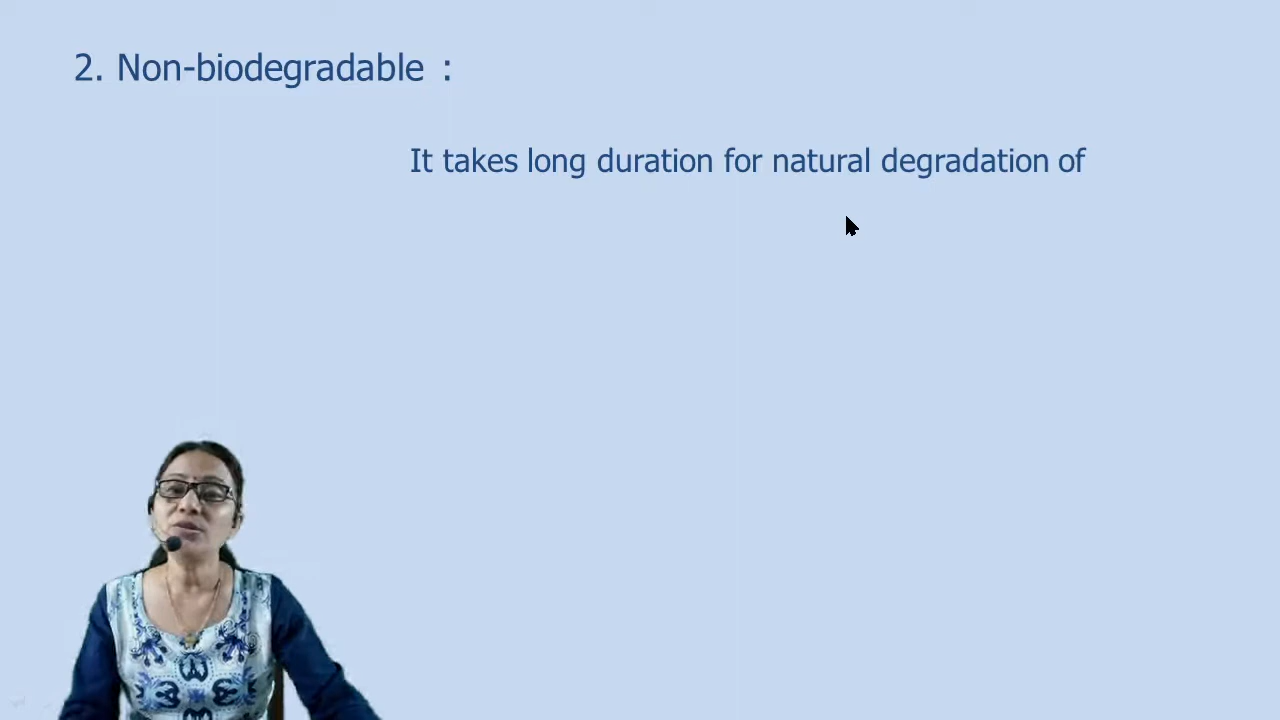 2. Non-biodegradable :
It takes long duration for natural degradation of